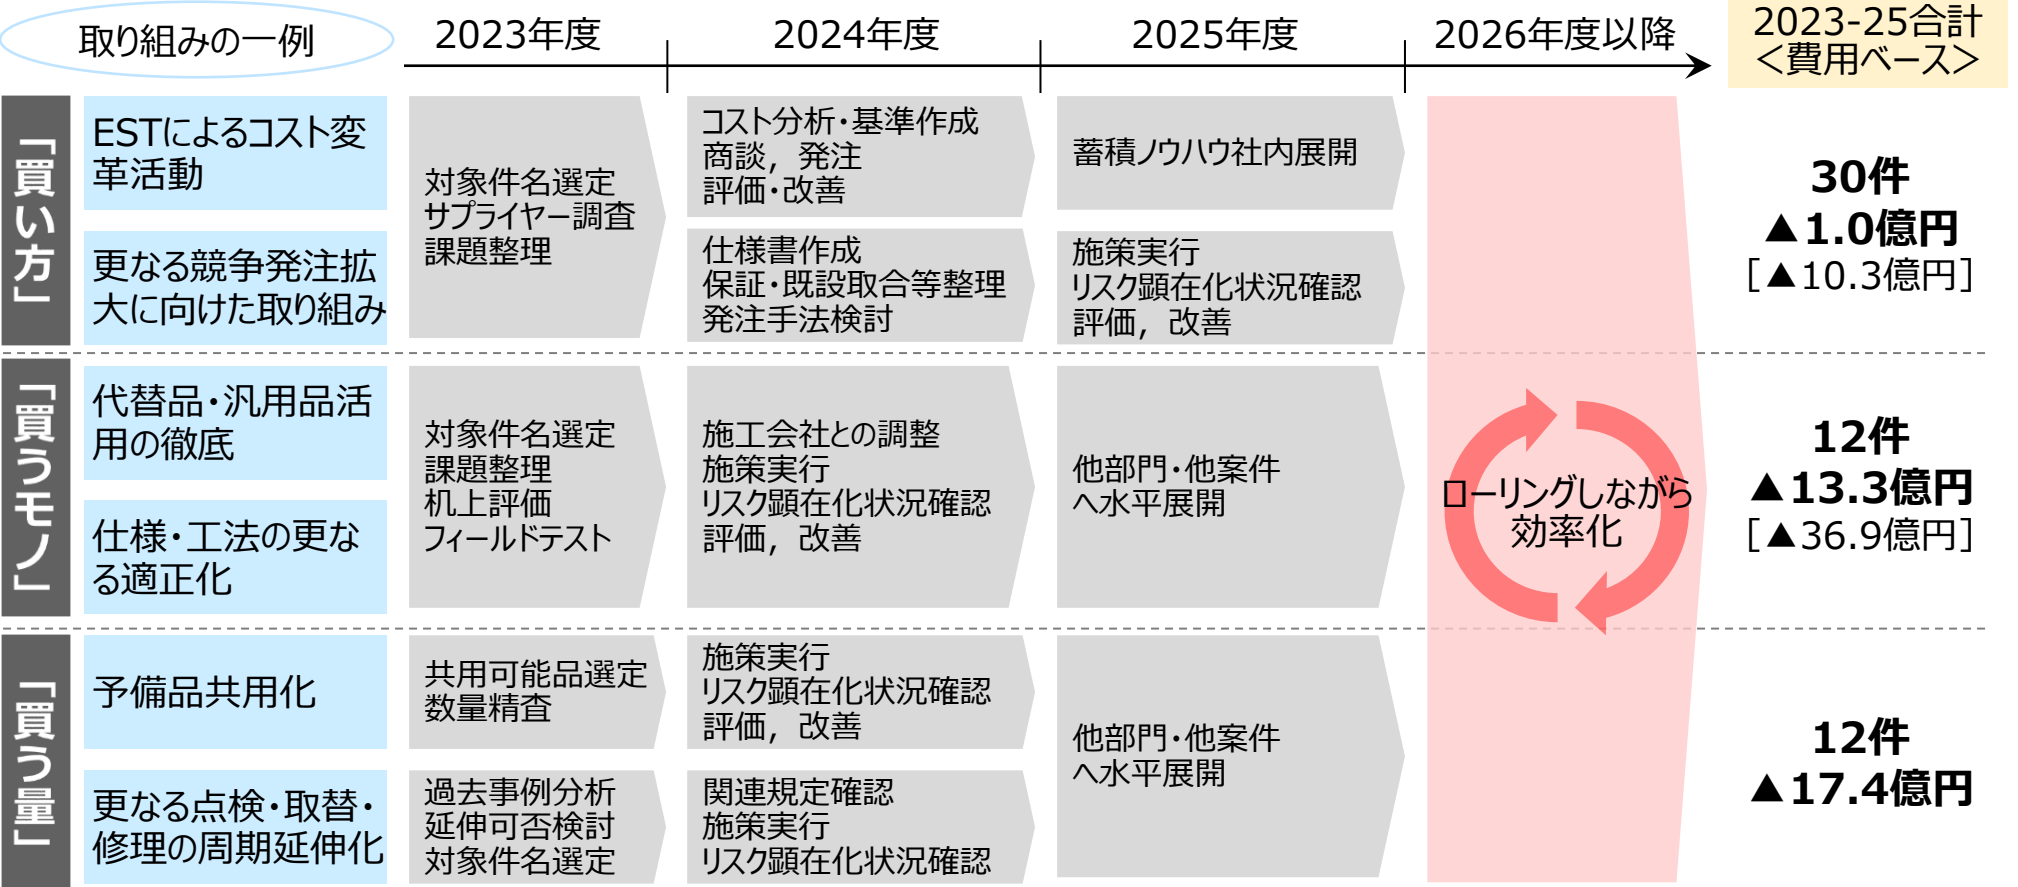 取り組みの一例
2023年度
2024年度
2025年度
2026年度以降
2023-25合計
＜費用ベース＞
「買い方」
ESTによるコスト変
革活動
更なる競争発注拡
大に向けた取り組み
対象件名選定
サプライヤー調査
課題整理
コスト分析・基準作成
商談，発注
評価・改善
仕様書作成
保証・既設取合等整理
発注手法検討
蓄積ノウハウ社内展開
施策実行
リスク顕在化状況確認
評価，改善
30件
▲1.0億円
［▲10.3億円］
「買うモノ」
代替品・汎用品活
用の徹底
仕様・工法の更な
る適正化
対象件名選定
課題整理
机上評価
フィールドテスト
施工会社との調整
施策実行
リスク顕在化状況確認
評価，改善
他部門・他案件
へ水平展開
ローリングしながら
効率化
12件
▲13.3億円
［▲36.9億円］
「買う量」
予備品共用化
更なる点検・取替・
修理の周期延伸化
共用可能品選定
数量精査
過去事例分析
延伸可否検討
対象件名選定
施策実行
リスク顕在化状況確認
評価，改善
関連規定確認
施策実行
リスク顕在化状況確認
他部門・他案件
へ水平展開
12件
▲17.4億円